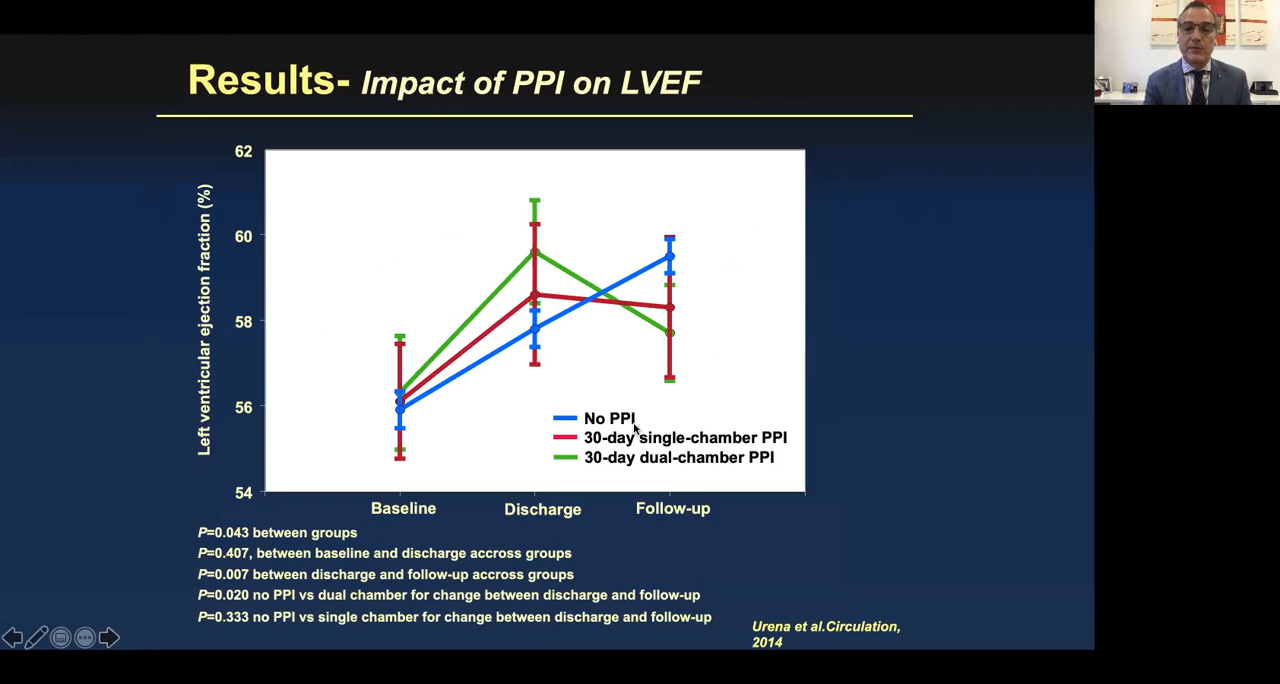 Results- Impact of PPI on LVEF
Left ventricular ejection fraction (%)
62
60
58
56
54
No PPI
30-day single-chamber PPI
30-day dual-chamber PPI
Baseline
Discharge
Follow-up
P=0.043 between groups
P=0.407, between baseline and discharge accross groups
P=0.007 between discharge and follow-up accross groups
P=0.020 no PPI vs dual chamber for change between discharge and follow-up
P=0.333 no PPI vs single chamber for change between discharge and follow-up
Urena et al.Circulation,
2014